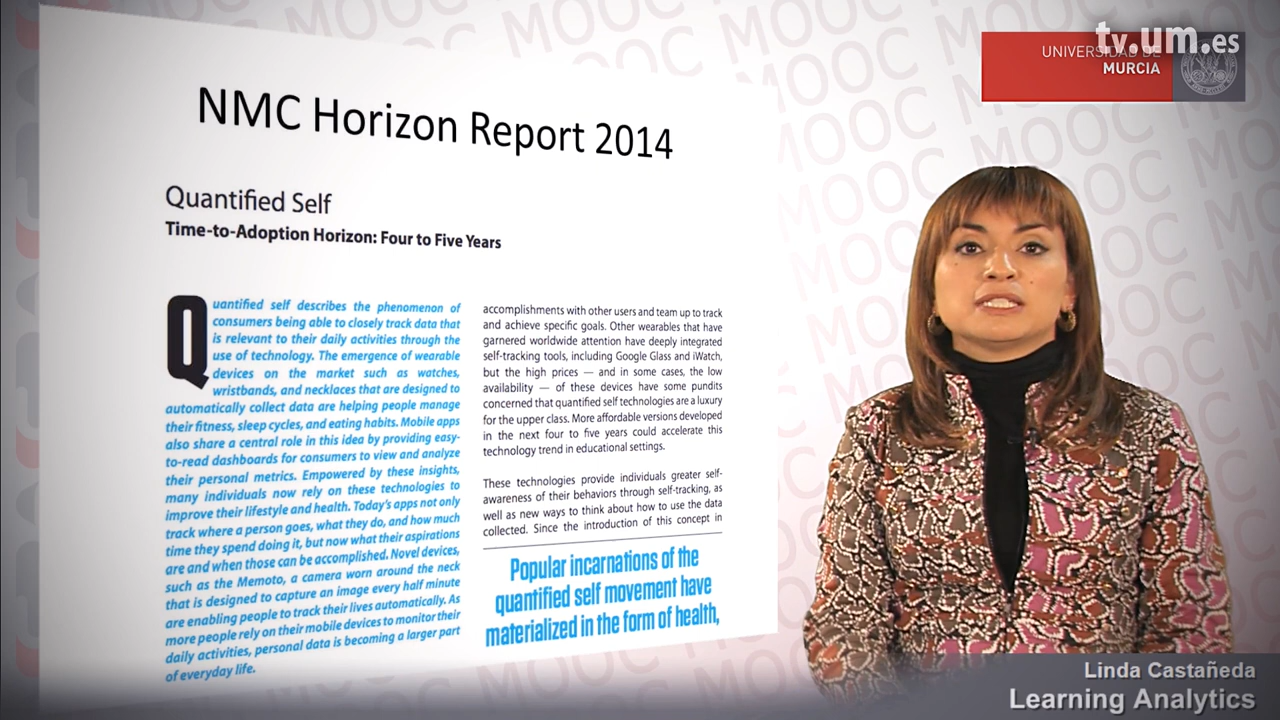 NMC Horizon Report 2014
Quantified Self
Time-to-Adoption Horizon: Four to Five Years
Quantified self describes the phenomenon of
consumers being able to closely track data that
is relevant to their daily activities through the
use of technology. The emergence of wearable
devices on the market such as watches,
wristbands, and necklaces that are designed to
automatically collect data are helping people manage
their fitness, sleep cycles, and eating habits. Mobile apps
also share a central role in this idea by providing easy-
to-read dashboards for consumers to view and analyze
their personal metrics. Empowered by these insights,
many individuals now rely on these technologies to
improve their lifestyle and health. Today's apps not only
track where a person goes, what they do, and how much
time they spend doing it, but now what their aspirations
are and when those can be accomplished. Novel devices,
such as the Memoto, a camera worn around the neck
that is designed to capture an image every half minute
are enabling people to track their lives automatically. As
more people rely on their mobile devices to monitor their
daily activities, personal data is becoming a larger part
of everyday life.
accomplishments with other users and team up to track
and achieve specific goals. Other wearables that have
garnered worldwide attention have deeply integrated
self-tracking tools, including Google Glass and iWatch,
but the high prices — and in some cases, the low
availability — of these devices have some pundits
concerned that quantified self technologies are a luxury
for the upper class. More affordable versions developed
in the next four to five years could accelerate this
technology trend in educational settings.
These technologies provide individuals greater self-
awareness of their behaviors through self-tracking, as
well as new ways to think about how to use the data
collected. Since the introduction of this concept in
Popular incarnations of the
quantified self movement have
materialized in the form of health,
tv.um.es
UNIVERSIDAD DE
MURCIA
MOOC
Linda Castañeda
Learning Analytics